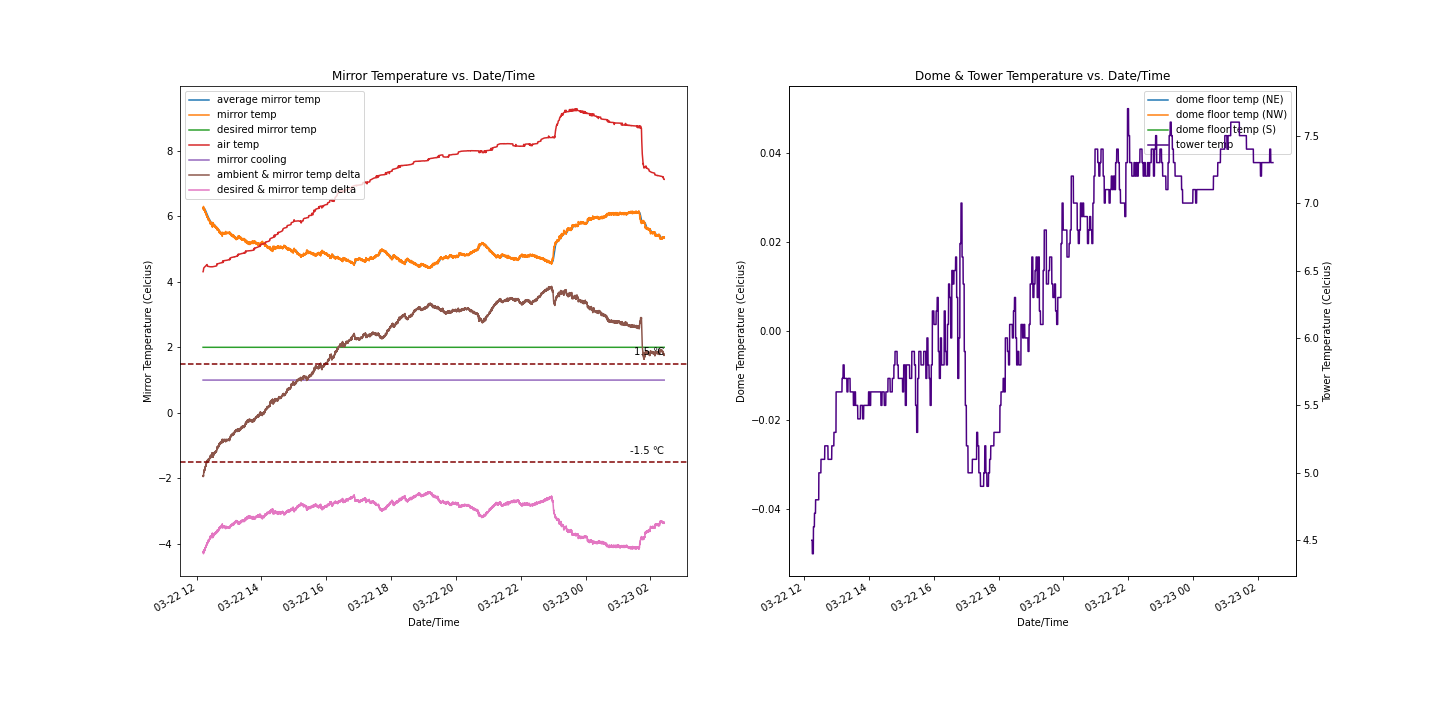 Mirror Temperature vs. Date/Time
average mirror temp
mirror temp
desired mirror temp
air temp
mirror cooling
ambient & mirror temp delta
desired & mirror temp delta
8
6
4
2
0
−2
−4
Mirror Temperature (Celcius)
1.5 °C
-1.5 °C
03-22 12
03-22 14
03-22 16
03-22 18
03-22 20
03-22 22
03-23 00
03-23 02
Date/Time
Dome & Tower Temperature vs. Date/Time
dome floor temp (NE)
dome floor temp (NW)
dome floor temp (S)
tower temp
0.04
0.02
0.00
−0.02
−0.04
Dome Temperature (Celcius)
7.5
7.0
6.5
6.0
5.5
5.0
4.5
Tower Temperature (Celcius)
03-22 12
03-22 14
03-22 16
03-22 18
03-22 20
03-22 22
03-23 00
03-23 02
Date/Time